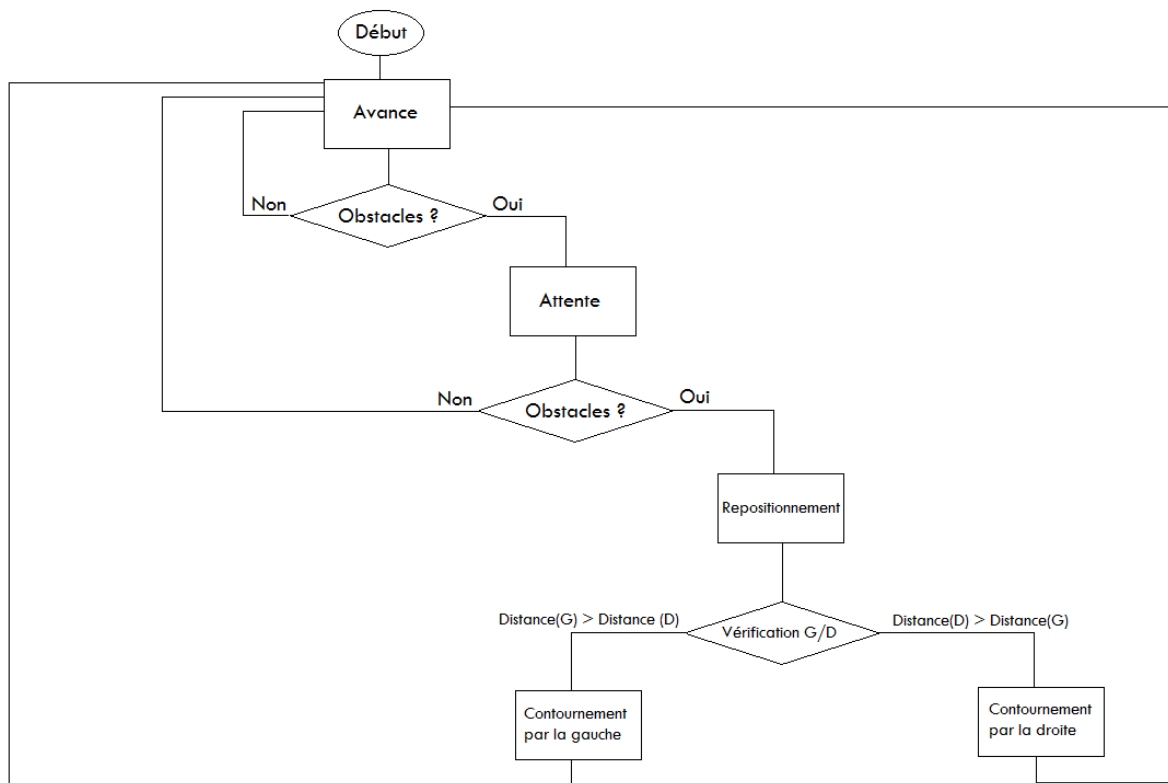 Début
Avance
Non
Obstacles ?
Oui
Attente
Non
Obstacles ?
Oui
Repositionnement
Distance(G) > Distance (D)
Vérification G/D
Distance(D) > Distance(G)
Contournement
par la gauche
Contournement
par la droite